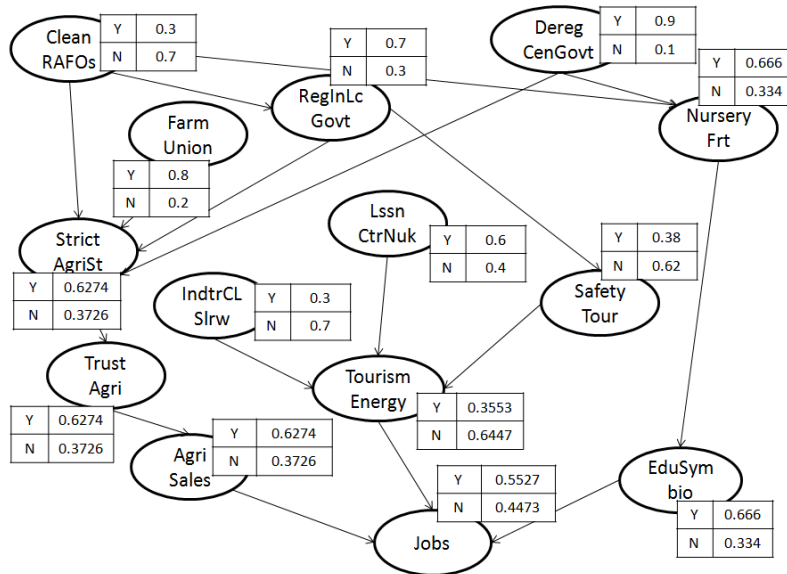 Clean
RAFOs
Y 0.3
N 0.7
RegInLc
Govt
Y 0.7
N 0.3
Dereg
CenGovt
Y 0.9
N 0.1
Nursery
Frt
Y 0.666
N 0.334
Farm
Union
Y 0.8
N 0.2
Strict
AgriSt
Y 0.6274
N 0.3726
Lssn
CtrNuk
Y 0.6
N 0.4
Safety
Tour
Y 0.38
N 0.62
IndtrCL
Slrw
Y 0.3
N 0.7
Trust
Agri
Y 0.6274
N 0.3726
Tourism
Energy
Y 0.3553
N 0.6447
Agri
Sales
Y 0.6274
N 0.3726
EduSym
bio
Y 0.666
N 0.334
Jobs
Y 0.5527
N 0.4473